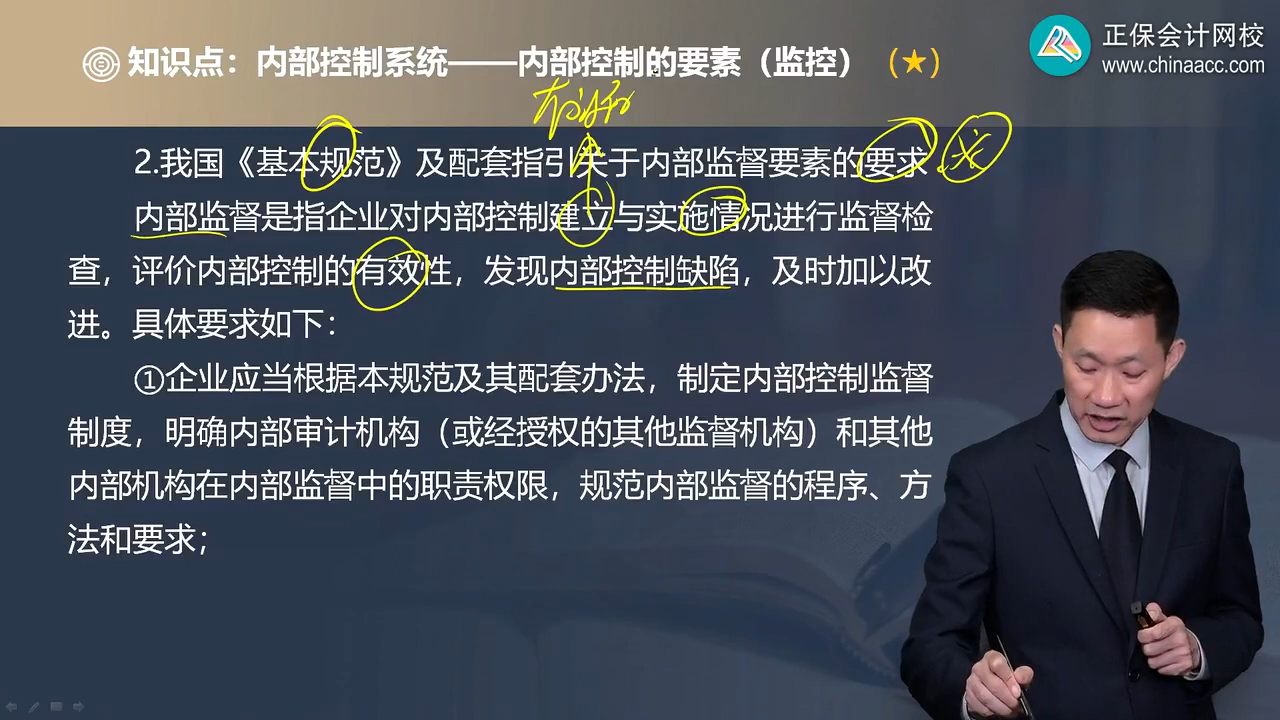 知识点：内部控制系统——内部控制的要素（监控）（★）
正保会计网校
www.chinaacc.com
2.我国《基本规范》及配套指引关于内部监督要素的要求
内部监督是指企业对内部控制建立与实施情况进行监督检
查，评价内部控制的有效性，发现内部控制缺陷，及时加以改
进。具体要求如下：
①企业应当根据本规范及其配套办法，制定内部控制监督
制度，明确内部审计机构（或经授权的其他监督机构）和其他
内部机构在内部监督中的职责权限，规范内部监督的程序、方
法和要求；